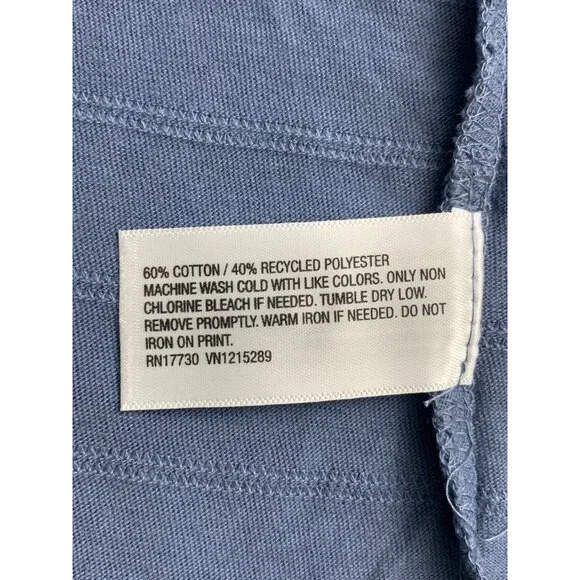 60% COTTON / 40% RECYCLED POLYESTER
MACHINE WASH COLD WITH LIKE COLORS. ONLY NON
CHLORINE BLEACH IF NEEDED. TUMBLE DRY LOW.
REMOVE PROMPTLY. WARM IRON IF NEEDED. DO NOT
IRON ON PRINT.
RN17730 VN1215289